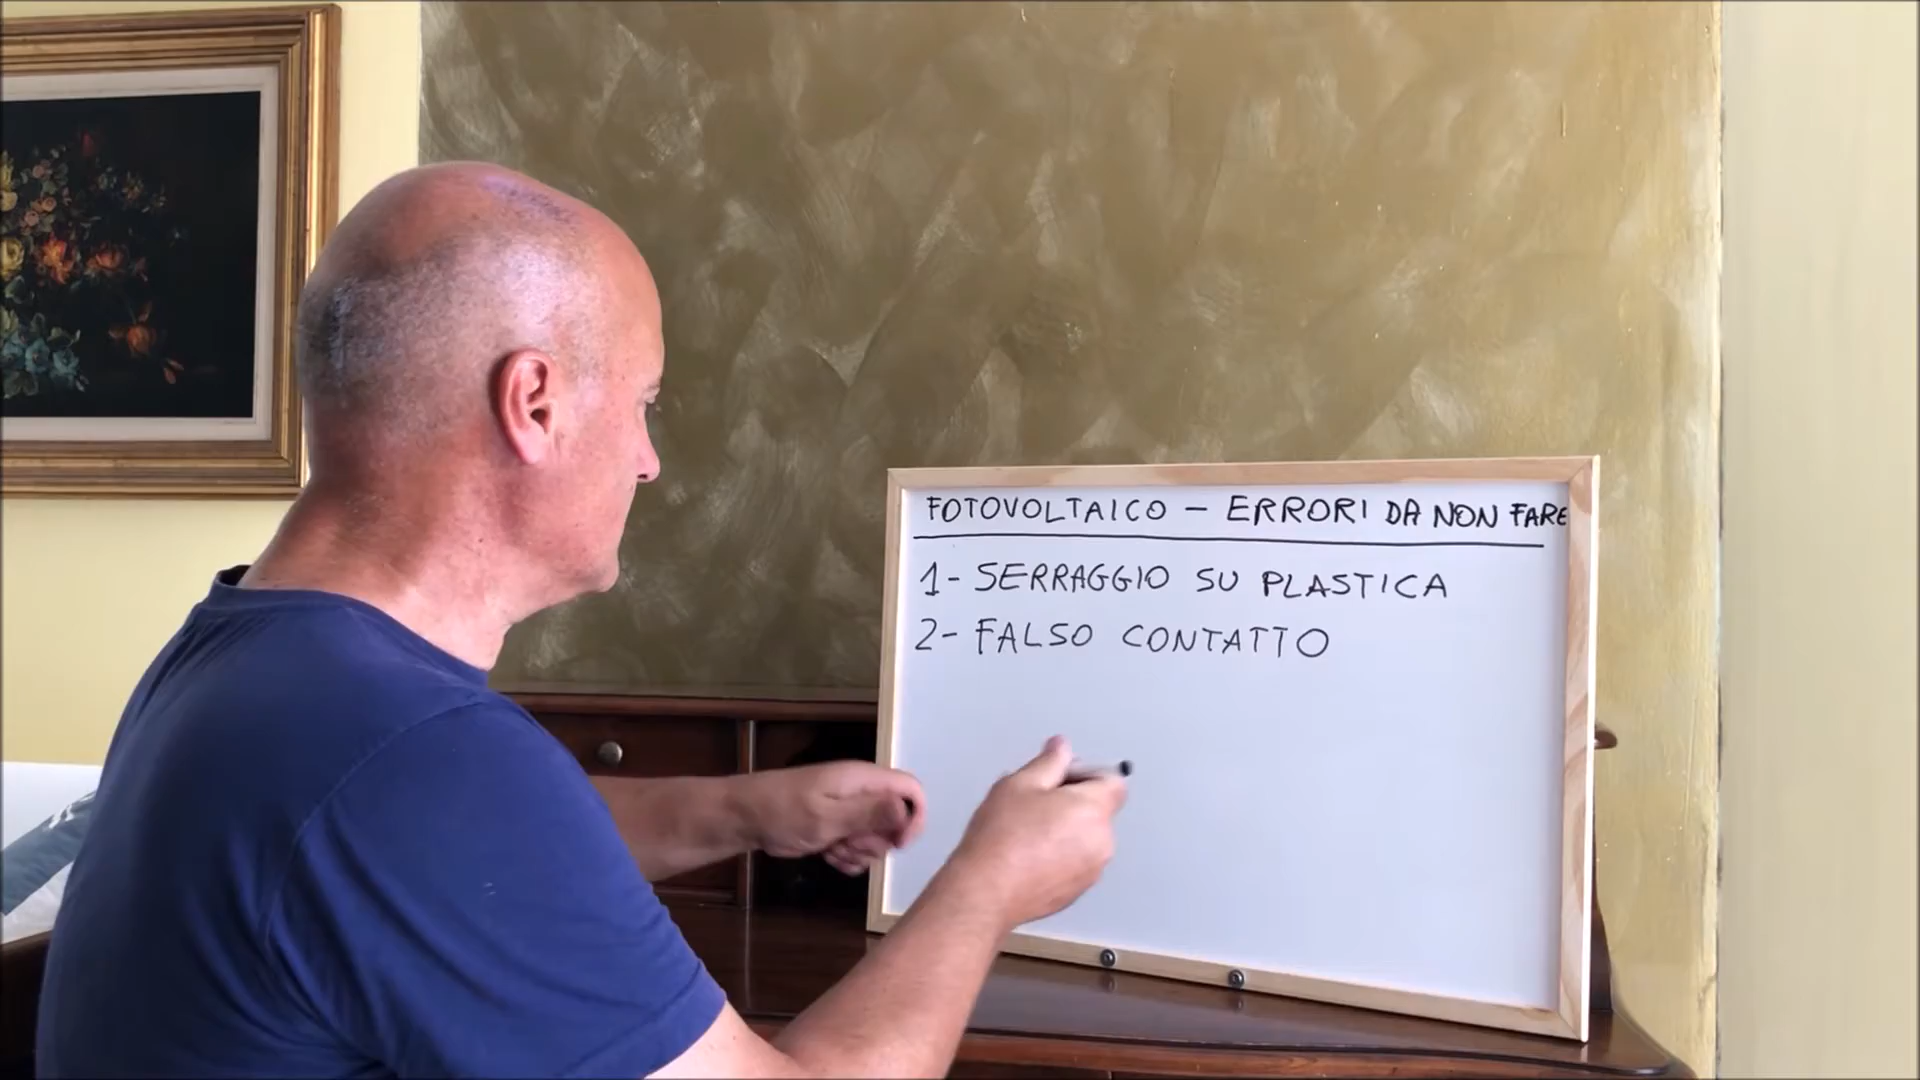 FOTOVOLTAICO - ERRORI DA NON FARE
1- SERRAGGIO SU PLASTICA
2- FALSO CONTATTO